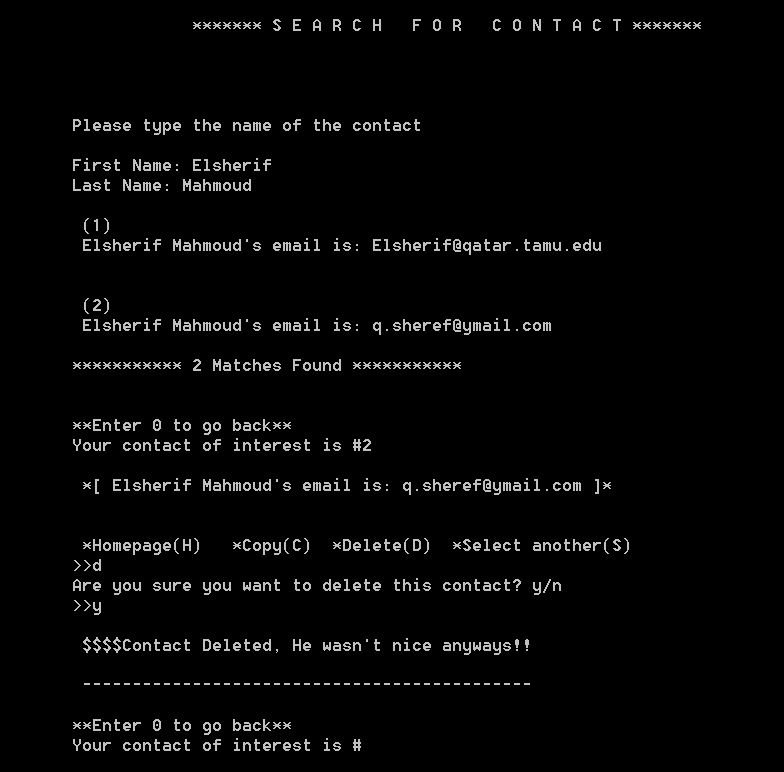 ******* S E A R C H   F O R   C O N T A C T *******
Please type the name of the contact
First Name: Elsherif
Last Name: Mahmoud
(1)
Elsherif Mahmoud's email is: Elsherif@qatar.tamu.edu
(2)
Elsherif Mahmoud's email is: q.sheref@ymail.com
*********** 2 Matches Found ***********
**Enter 0 to go back**
Your contact of interest is #2
*[ Elsherif Mahmoud's email is: q.sheref@ymail.com ]*
*Homepage(H)   *Copy(C)  *Delete(D)  *Select another(S)
>>d
Are you sure you want to delete this contact? y/n
>>y
$$$$Contact Deleted, He wasn't nice anyways!!
---------------------------------------------
**Enter 0 to go back**
Your contact of interest is #